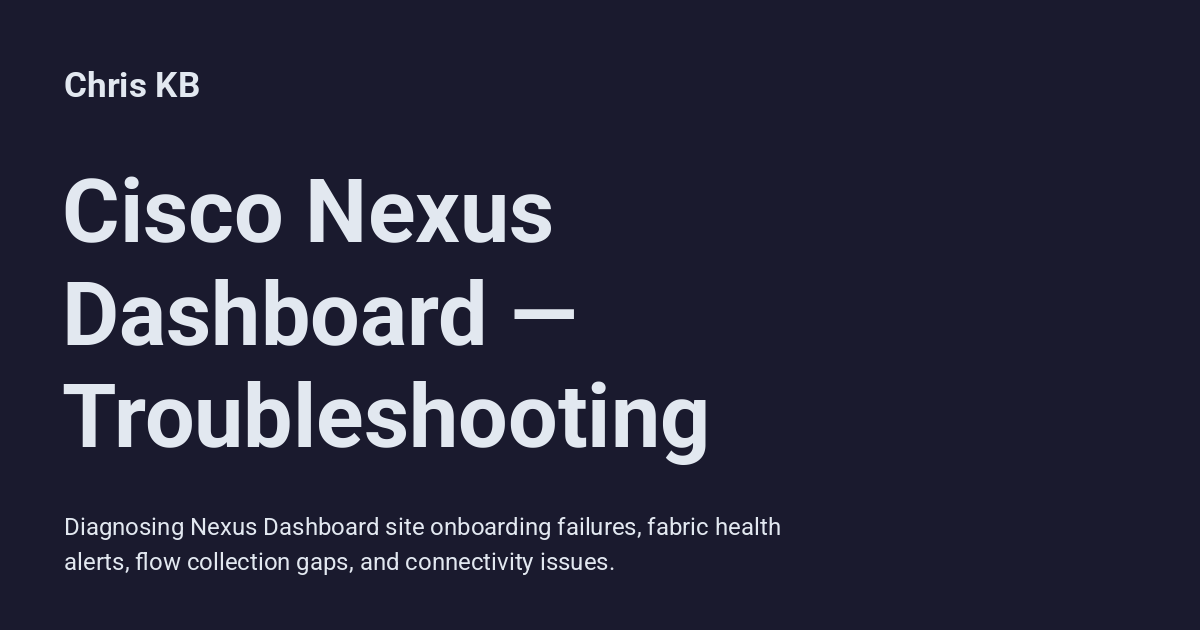 Chris KB
Cisco Nexus
Dashboard —
Troubleshooting
Diagnosing Nexus Dashboard site onboarding failures, fabric health
alerts, flow collection gaps, and connectivity issues.